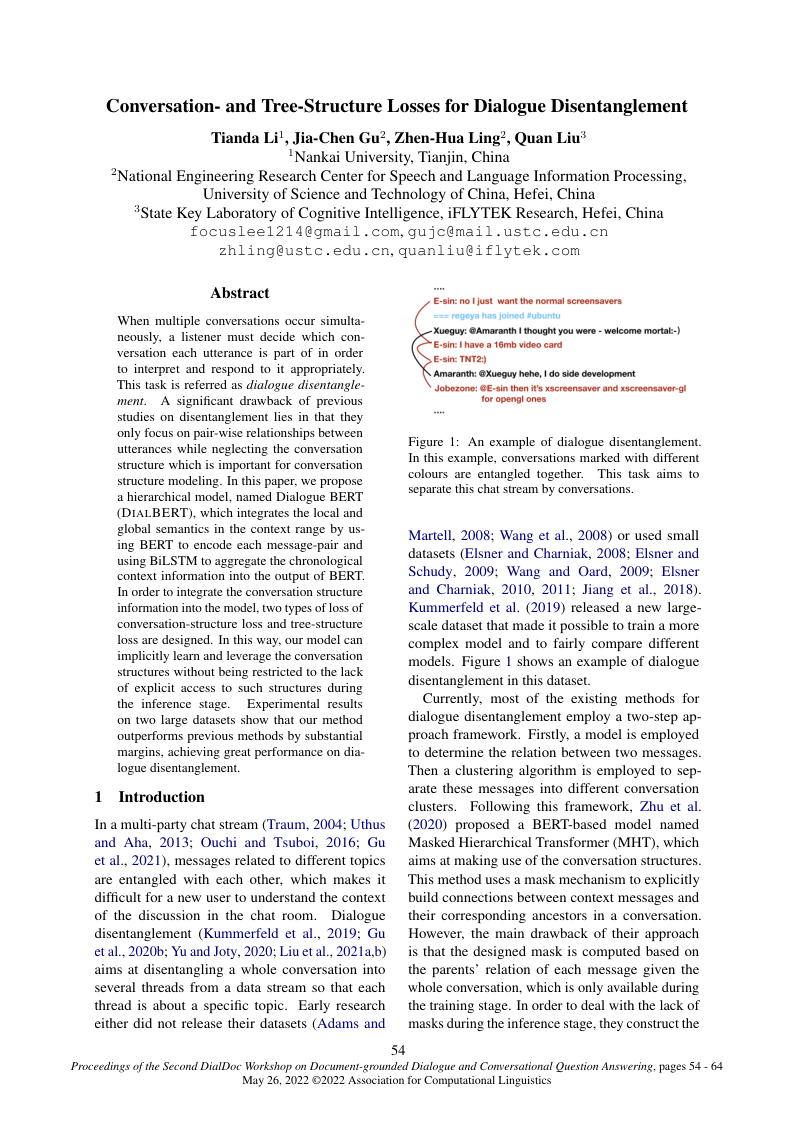 Conversation- and Tree-Structure Losses for Dialogue Disentanglement
Tianda Li1, Jia-Chen Gu2, Zhen-Hua Ling2, Quan Liu3
1Nankai University, Tianjin, China
2National Engineering Research Center for Speech and Language Information Processing,
University of Science and Technology of China, Hefei, China
3State Key Laboratory of Cognitive Intelligence, iFLYTEK Research, Hefei, China
focuslee1214@gmail.com, gujc@mail.ustc.edu.cn
zhling@ustc.edu.cn, quanliu@iflytek.com
Abstract
When multiple conversations occur simulta-
neously, a listener must decide which con-
versation each utterance is part of in order
to interpret and respond to it appropriately.
This task is referred as dialogue disentangle-
ment. A significant drawback of previous
studies on disentanglement lies in that they
only focus on pair-wise relationships between
utterances while neglecting the conversation
structure which is important for conversation
structure modeling. In this paper, we propose
a hierarchical model, named Dialogue BERT
(DIALBERT), which integrates the local and
global semantics in the context range by us-
ing BERT to encode each message-pair and
using BiLSTM to aggregate the chronological
context information into the output of BERT.
In order to integrate the conversation structure
information into the model, two types of loss of
conversation-structure loss and tree-structure
loss are designed. In this way, our model can
implicitly learn and leverage the conversation
structures without being restricted to the lack
of explicit access to such structures during
the inference stage. Experimental results
on two large datasets show that our method
outperforms previous methods by substantial
margins, achieving great performance on dia-
logue disentanglement.
1 Introduction
In a multi-party chat stream (Traum, 2004; Uthus
and Aha, 2013; Ouchi and Tsuboi, 2016; Gu
et al., 2021), messages related to different topics
are entangled with each other, which makes it
difficult for a new user to understand the context
of the discussion in the chat room. Dialogue
disentanglement (Kummerfeld et al., 2019; Gu
et al., 2020b; Yu and Joty, 2020; Liu et al., 2021a,b)
aims at disentangling a whole conversation into
several threads from a data stream so that each
thread is about a specific topic. Early research
either did not release their datasets (Adams and
....
E-sin: no I just want the normal screensavers
=== regeya has joined #ubuntu
Xueguy: @Amaranth I thought you were - welcome mortal:-)
E-sin: I have a 16mb video card
E-sin: TNT2:)
Amaranth: @Xueguy hehe, I do side development
Jobezone: @E-sin then it's xscreensaver and xscreensaver-gl
for opengl ones
....
Figure 1: An example of dialogue disentanglement.
In this example, conversations marked with different
colours are entangled together. This task aims to
separate this chat stream by conversations.
Martell, 2008; Wang et al., 2008) or used small
datasets (Elsner and Charniak, 2008; Elsner and
Schudy, 2009; Wang and Oard, 2009; Elsner
and Charniak, 2010, 2011; Jiang et al., 2018).
Kummerfeld et al. (2019) released a new large-
scale dataset that made it possible to train a more
complex model and to fairly compare different
models. Figure 1 shows an example of dialogue
disentanglement in this dataset.
Currently, most of the existing methods for
dialogue disentanglement employ a two-step ap-
proach framework. Firstly, a model is employed
to determine the relation between two messages.
Then a clustering algorithm is employed to sep-
arate these messages into different conversation
clusters. Following this framework, Zhu et al.
(2020) proposed a BERT-based model named
Masked Hierarchical Transformer (MHT), which
aims at making use of the conversation structures.
This method uses a mask mechanism to explicitly
build connections between context messages and
their corresponding ancestors in a conversation.
However, the main drawback of their approach
is that the designed mask is computed based on
the parents' relation of each message given the
whole conversation, which is only available during
the training stage. In order to deal with the lack of
masks during the inference stage, they construct the
54
Proceedings of the Second DialDoc Workshop on Document-grounded Dialogue and Conversational Question Answering, pages 54 - 64
May 26, 2022 ©2022 Association for Computational Linguistics